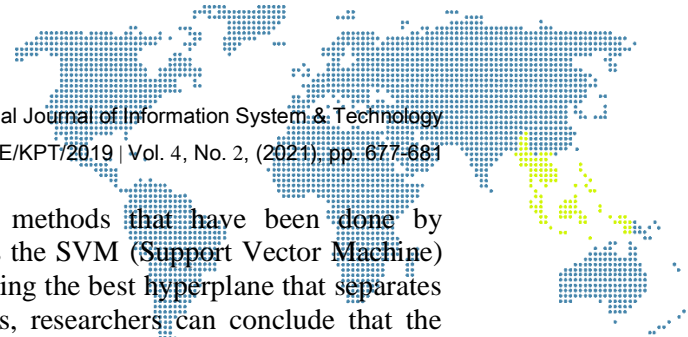 al Journal of Information System & Technology
E/KPT/2019 | Vol. 4, No. 2, (2021), pp. 677-681
methods that have been done by
the SVM (Support Vector Machine)
ing the best hyperplane that separates
s, researchers can conclude that the